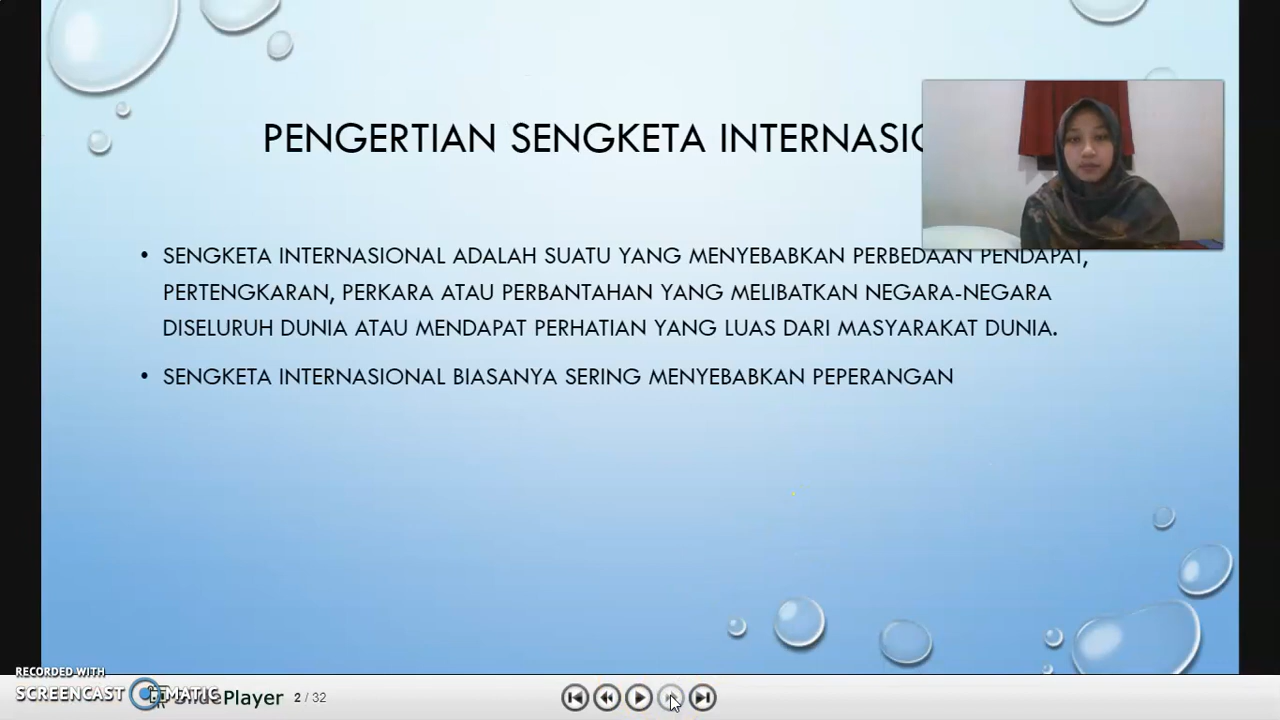 PENGERTIAN SENGKETA
SENGKETA INTERNASIONAL ADALAH SUATU YANG MENYEBABKAN PERBEDAAN PENDAPAT,
PERTENGKARAN, PERKARA ATAU PERBANTAHAN YANG MELIBATKAN NEGARA-NEGARA
DISELURUH DUNIA ATAU MENDAPAT PERHATIAN YANG LUAS DARI MASYARAKAT DUNIA.
SENGKETA INTERNASIONAL BIASANYA SERING MENYEBABKAN PEPERANGAN
RECORDED WITH
SCREENCAST MATIC
Player 2 / 32